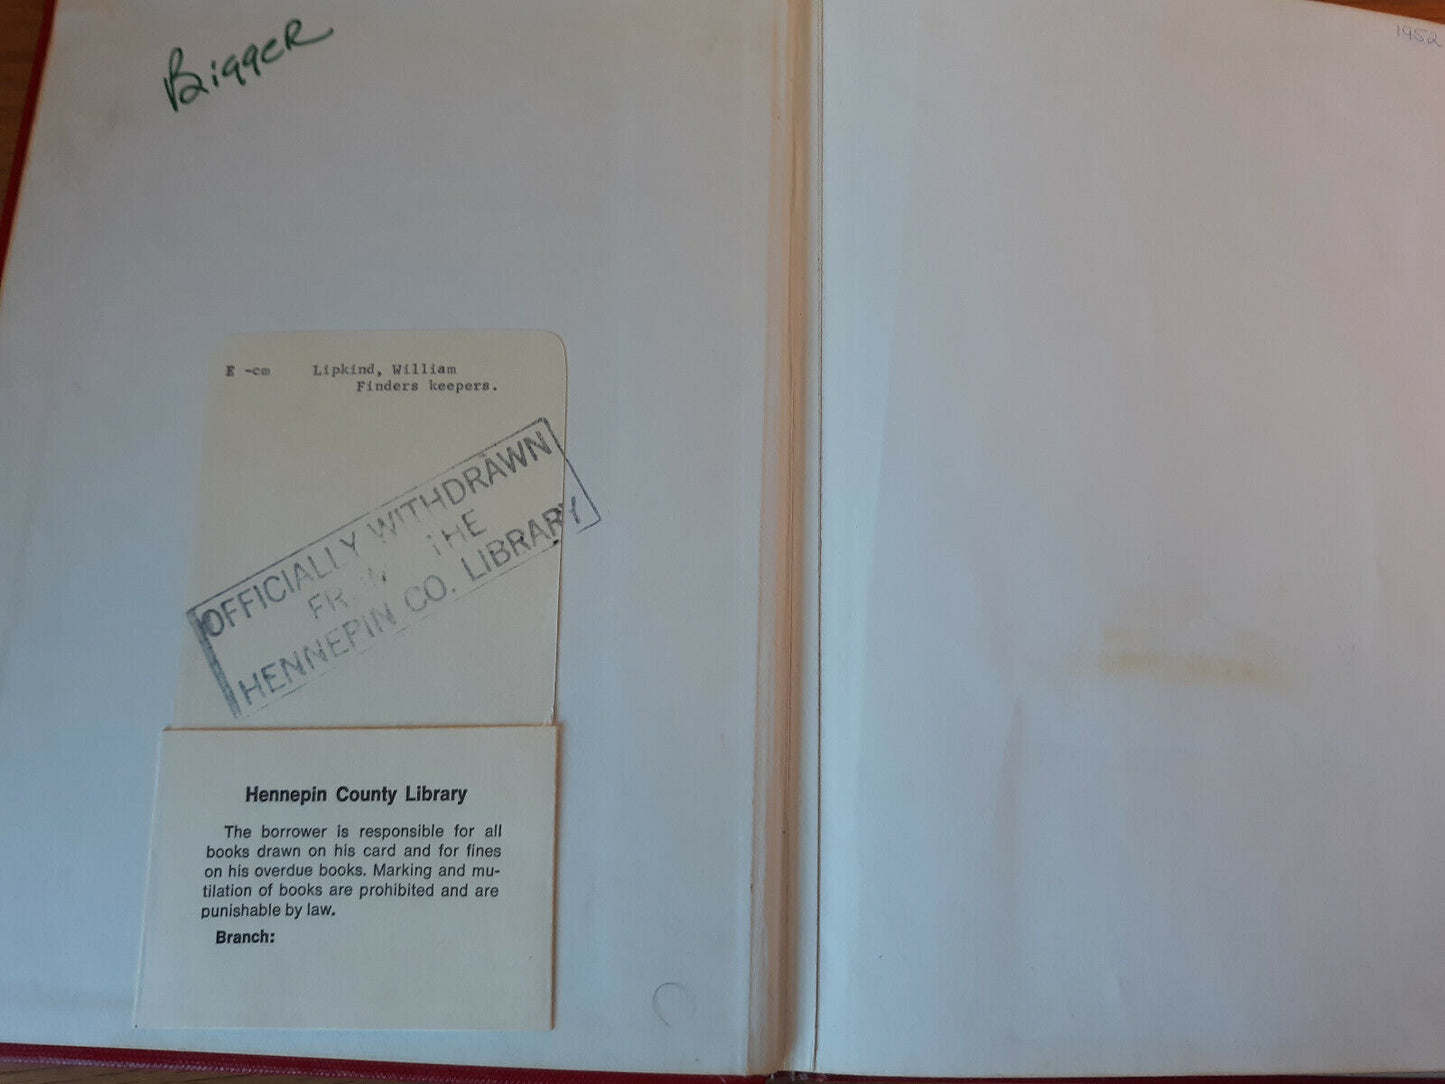 Bigger
1952
E -cm Lipkind, William
Finders keepers.
OFFICIALLY WITHDRAWN
THE
HENNEPIN CO. LIBRARY
Hennepin County Library
The borrower is responsible for all
books drawn on his card and for fines
on his overdue books. Marking and mu-
tilation of books are prohibited and are
punishable by law.
Branch: